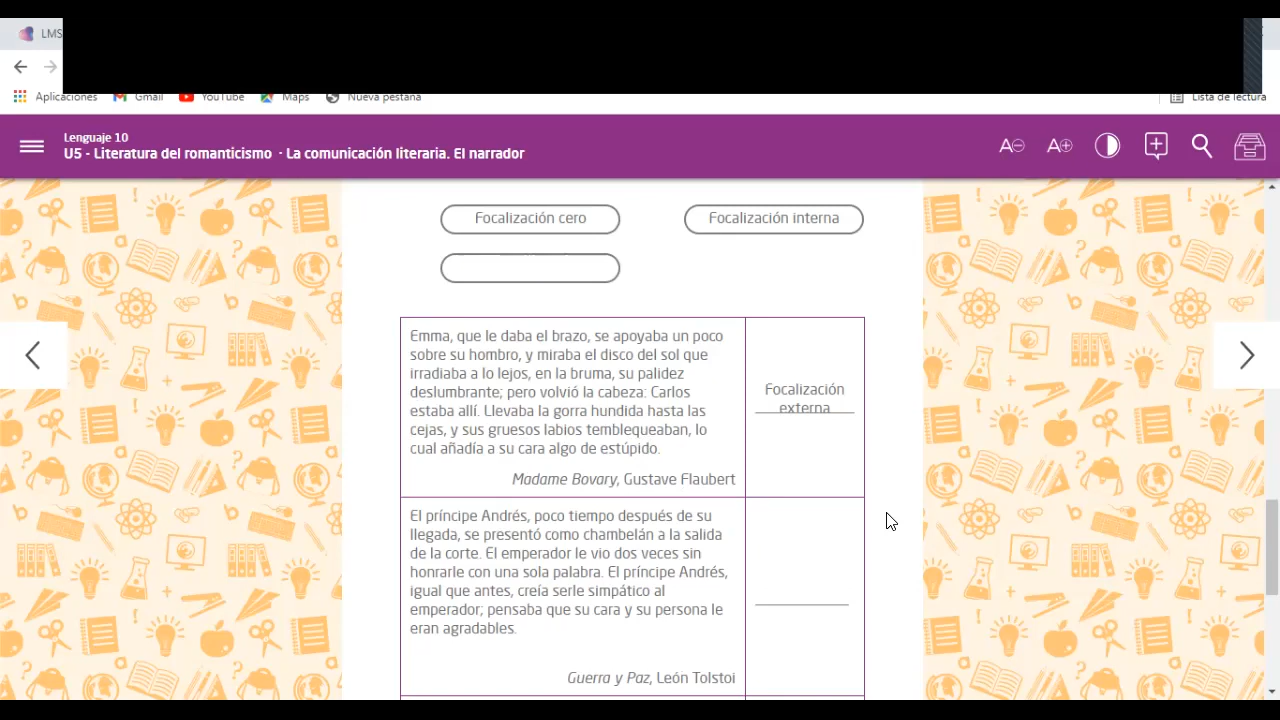 LMS
Aplicaciones
Gmail
YouTube
Maps
Nueva pestaña
Lista de lectura
Lenguaje 10
U5 - Literatura del romanticismo · La comunicación literaria. El narrador
A
A
Focalización cero
Focalización interna
Emma, que le daba el brazo, se apoyaba un poco
sobre su hombro, y miraba el disco del sol que
irradiaba a lo lejos, en la bruma, su palidez
deslumbrante; pero volvió la cabeza: Carlos
estaba allí. Llevaba la gorra hundida hasta las
cejas, y sus gruesos labios temblequeaban, lo
cual añadía a su cara algo de estúpido.
Madame Bovary, Gustave Flaubert
Focalización
externa
El príncipe Andrés, poco tiempo después de su
llegada, se presentó como chambelán a la salida
de la corte. El emperador le vio dos veces sin
honrarle con una sola palabra. El príncipe Andrés,
igual que antes, creía serle simpático al
emperador; pensaba que su cara y su persona le
eran agradables.
Guerra y Paz, León Tolstoi